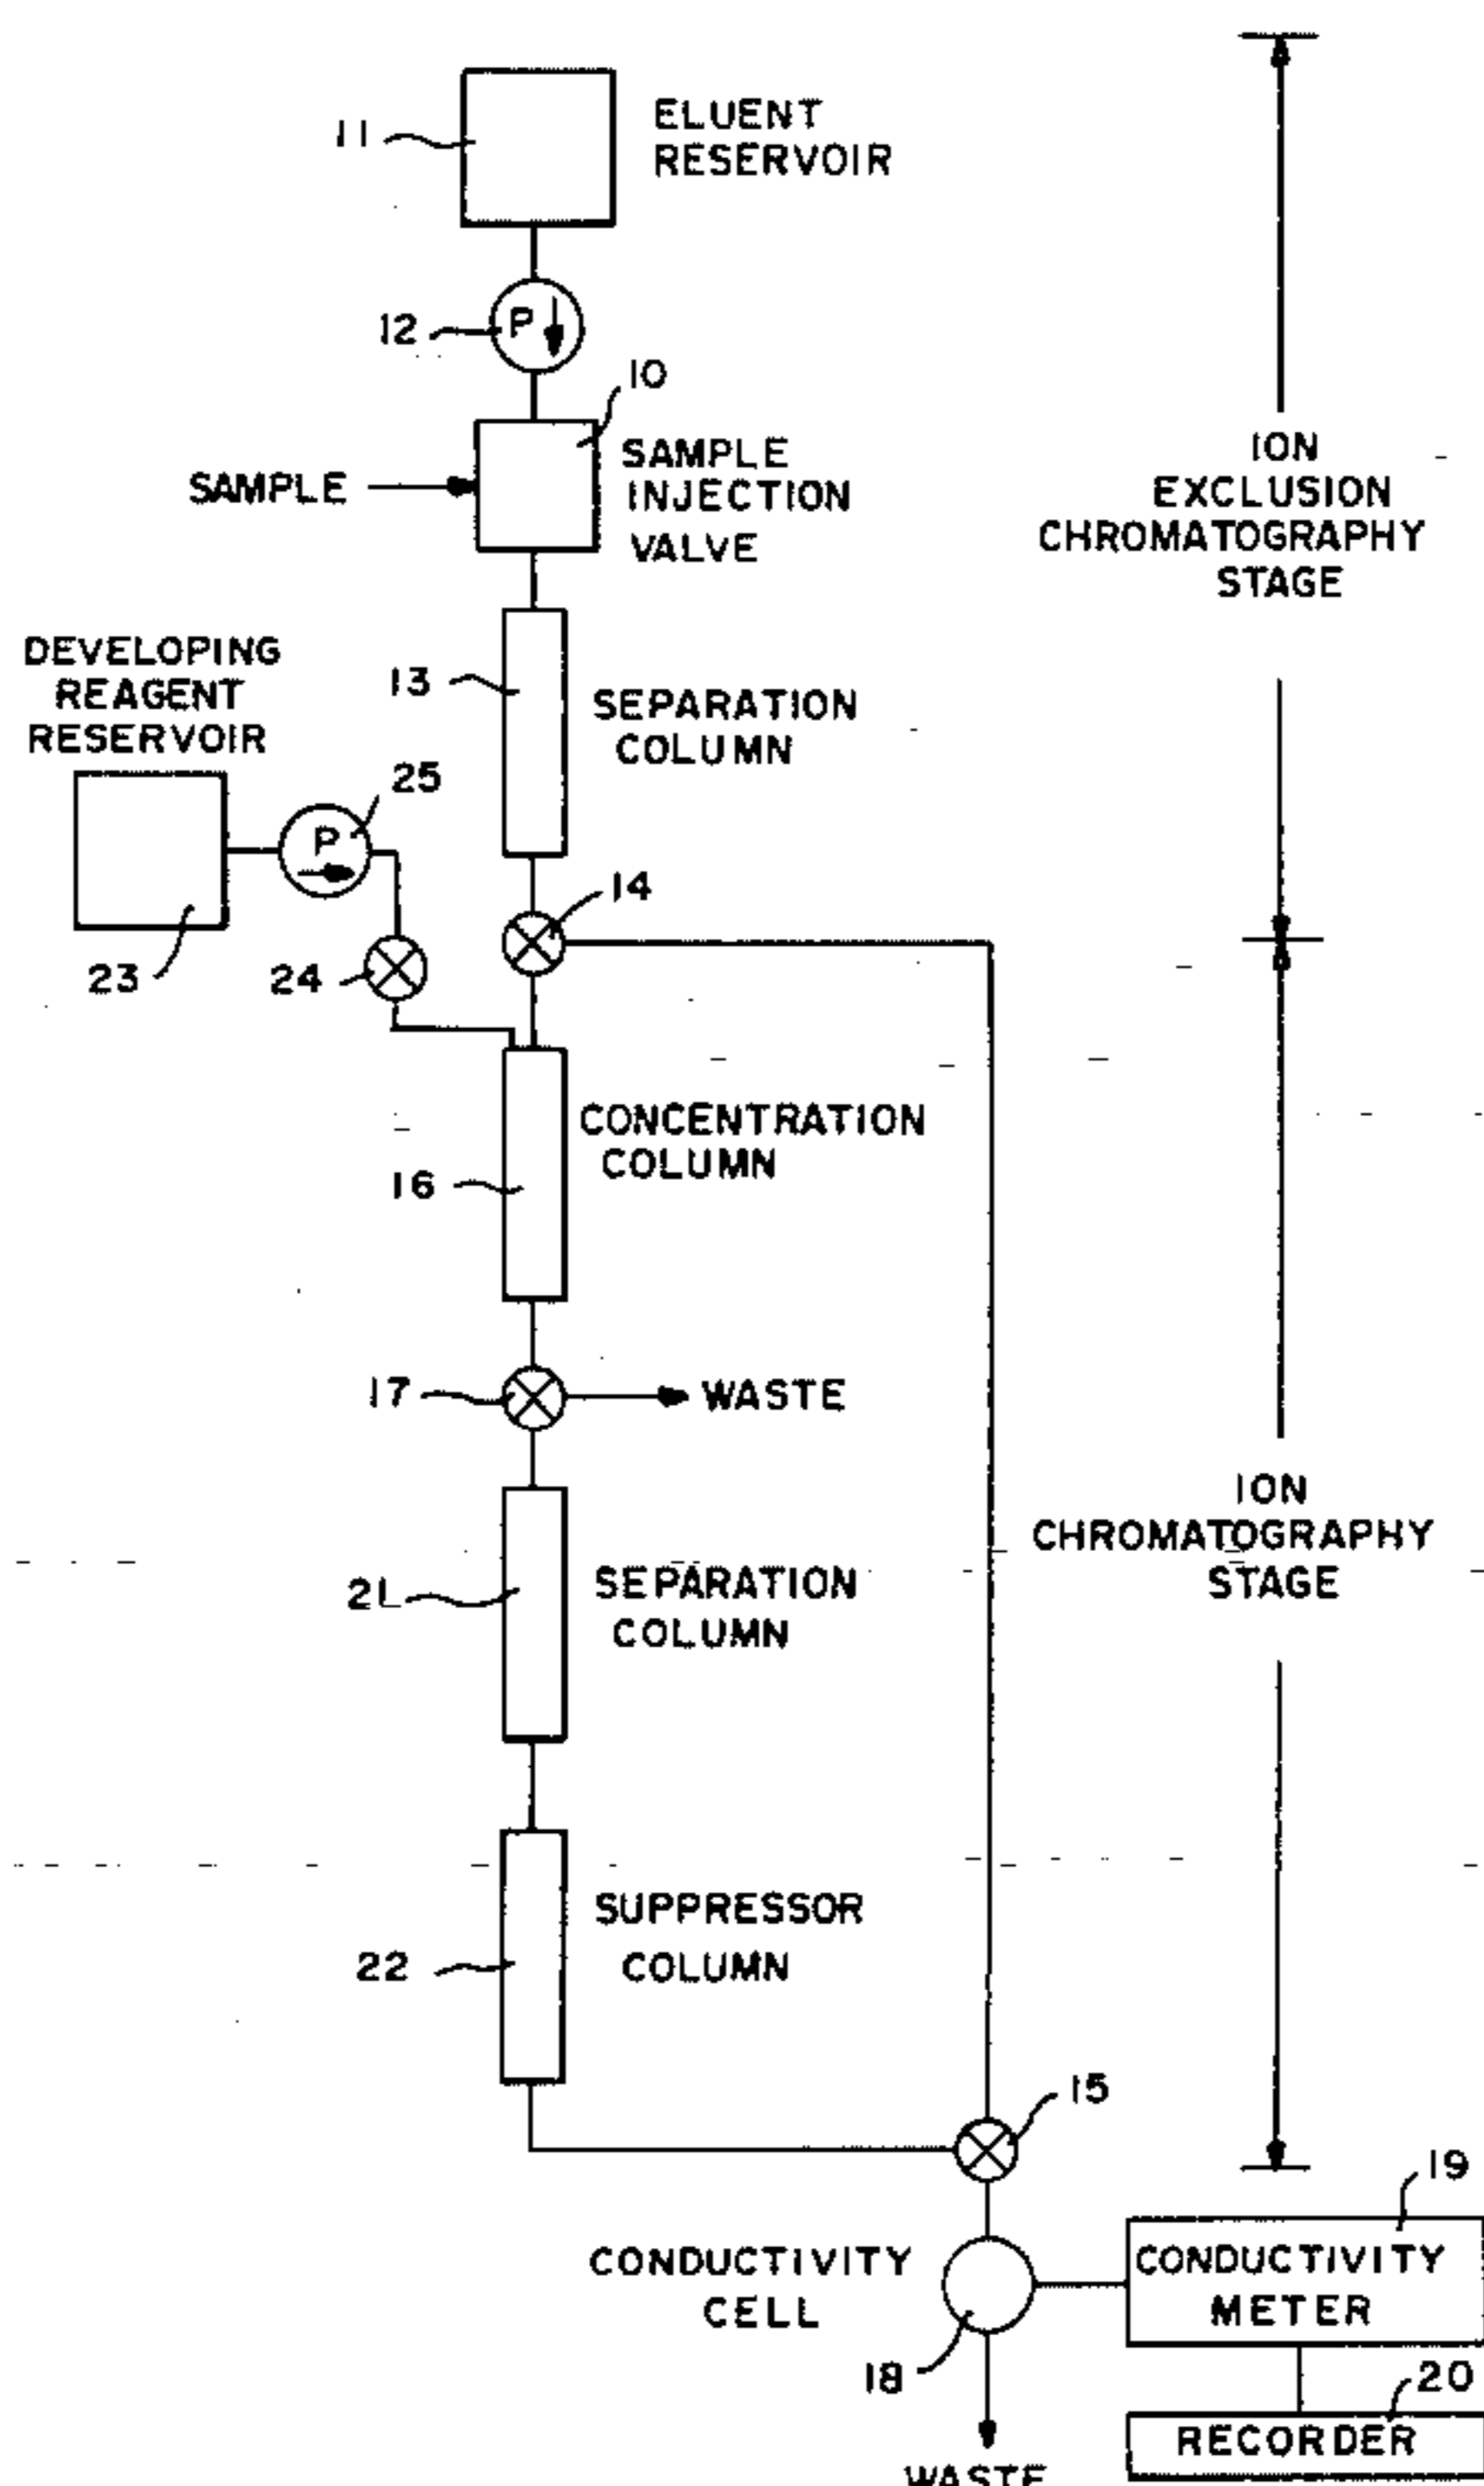 11
ELUENT
RESERVOIR
12
P
10
SAMPLE
SAMPLE
INJECTION
VALVE
ION
EXCLUSION
CHROMATOGRAPHY
STAGE
DEVELOPING
REAGENT
RESERVOIR
13
SEPARATION
COLUMN
25
P
14
23
24
CONCENTRATION
COLUMN
16
17
WASTE
ION
CHROMATOGRAPHY
STAGE
21
SEPARATION
COLUMN
SUPPRESSOR
COLUMN
22
15
19
CONDUCTIVITY
CELL
CONDUCTIVITY
METER
18
20
RECORDER
WASTE